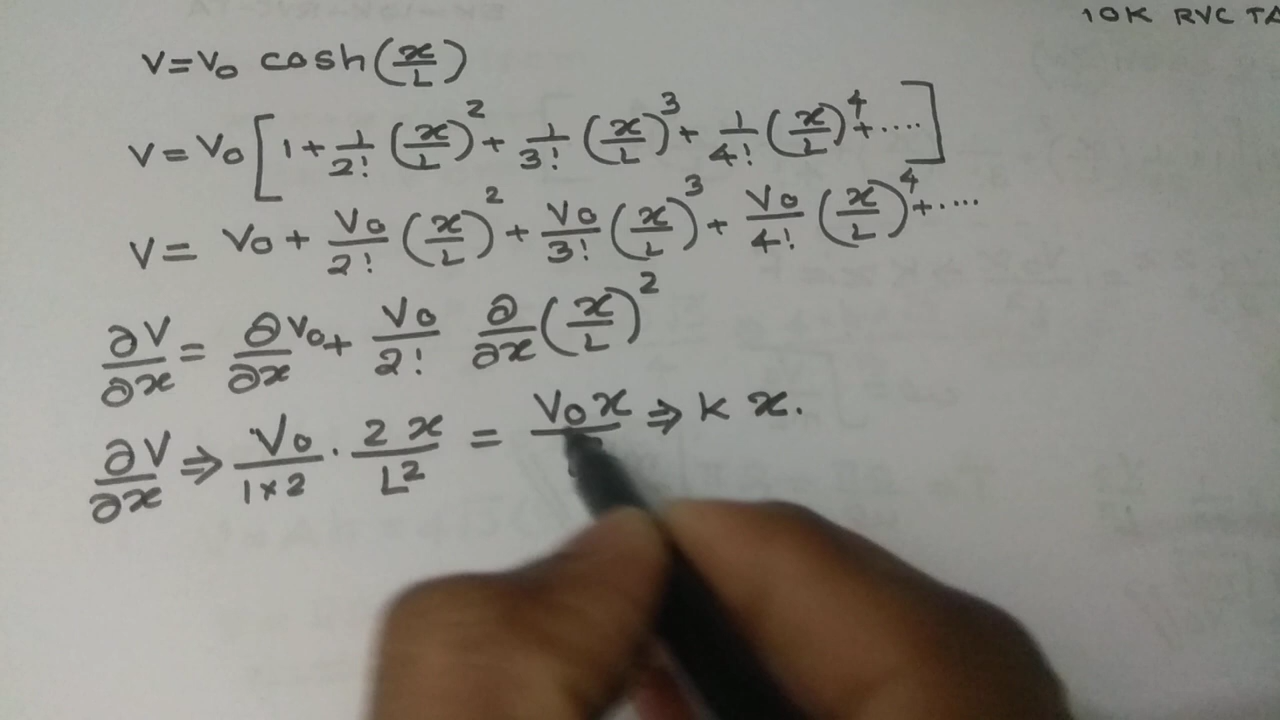 10K RVC TA
V=V₀ cosh(x/L)
V=V₀[1+1/2!(x/L)²+1/3!(x/L)³+1/4!(x/L)⁴+....]
V= V₀+V₀/2!(x/L)²+V₀/3!(x/L)³+V₀/4!(x/L)⁴+....
∂V/∂x=∂/∂x V₀+V₀/2! ∂/∂x(x/L)²
∂V/∂x⇒V₀/1×2·2x/L²=V₀x/ ⇒Kx.